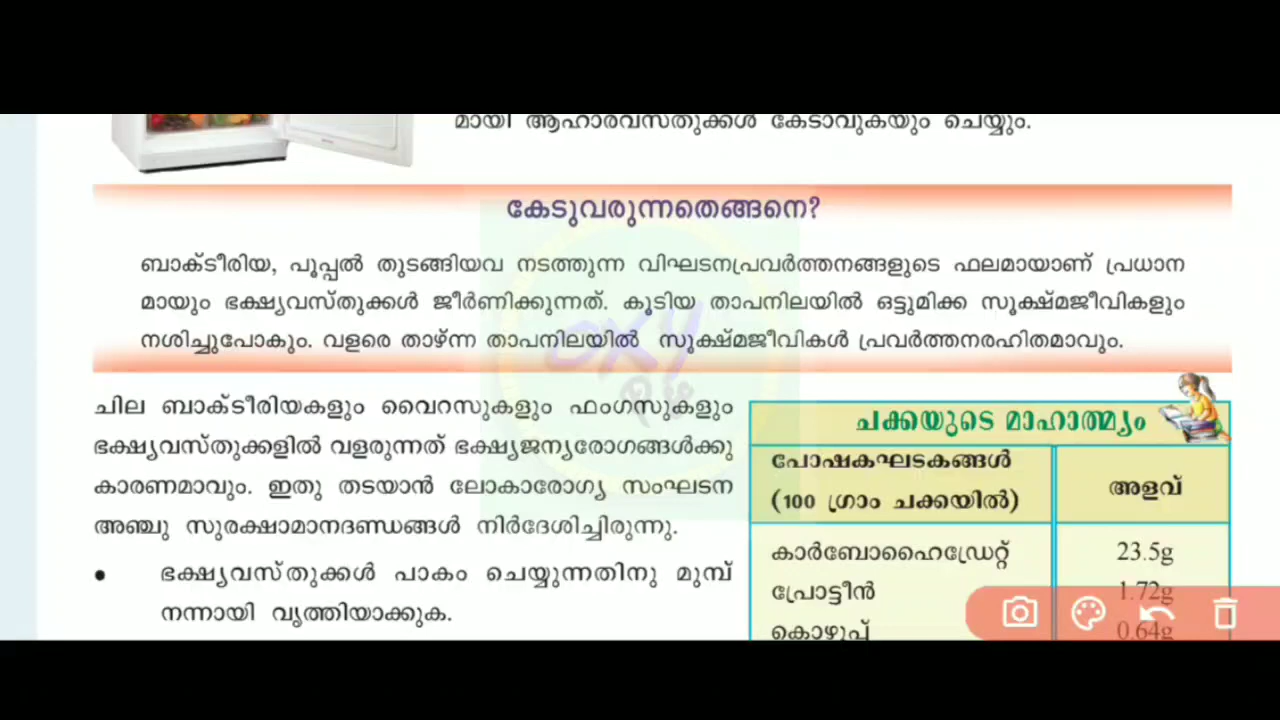 മായി ആഹാരവസ്തുക്കൾ കേടാവുകയും ചെയ്യും.
കേടുവരുന്നതെങ്ങനെ?
ബാക്ടീരിയ, പൂപ്പൽ തുടങ്ങിയവ നടത്തുന്ന വിഘടനപ്രവർത്തനങ്ങളുടെ ഫലമായാണ് പ്രധാന
മായും ഭക്ഷ്യവസ്തുക്കൾ ജീർണിക്കുന്നത്. കൂടിയ താപനിലയിൽ ഒട്ടുമിക്ക സൂക്ഷ്മജീവികളും
നശിച്ചുപോകും. വളരെ താഴ്ന്ന താപനിലയിൽ സൂക്ഷ്മജീവികൾ പ്രവർത്തനരഹിതമാവും.
ചില ബാക്ടീരിയകളും വൈറസുകളും ഫംഗസുകളും
ഭക്ഷ്യവസ്തുക്കളിൽ വളരുന്നത് ഭക്ഷ്യജന്യരോഗങ്ങൾക്കു
കാരണമാവും. ഇതു തടയാൻ ലോകാരോഗ്യ സംഘടന
അഞ്ചു സുരക്ഷാമാനദണ്ഡങ്ങൾ നിർദേശിച്ചിരുന്നു.
• ഭക്ഷ്യവസ്തുക്കൾ പാകം ചെയ്യുന്നതിനു മുമ്പ്
നന്നായി വൃത്തിയാക്കുക.
ചക്കയുടെ മാഹാത്മ്യം
പോഷകഘടകങ്ങൾ
(100 ഗ്രാം ചക്കയിൽ)
അളവ്
കാർബോഹൈഡ്രേറ്റ് 23.5g
പ്രോട്ടീൻ 1.72g
കൊഴുപ്പ് 0.64g